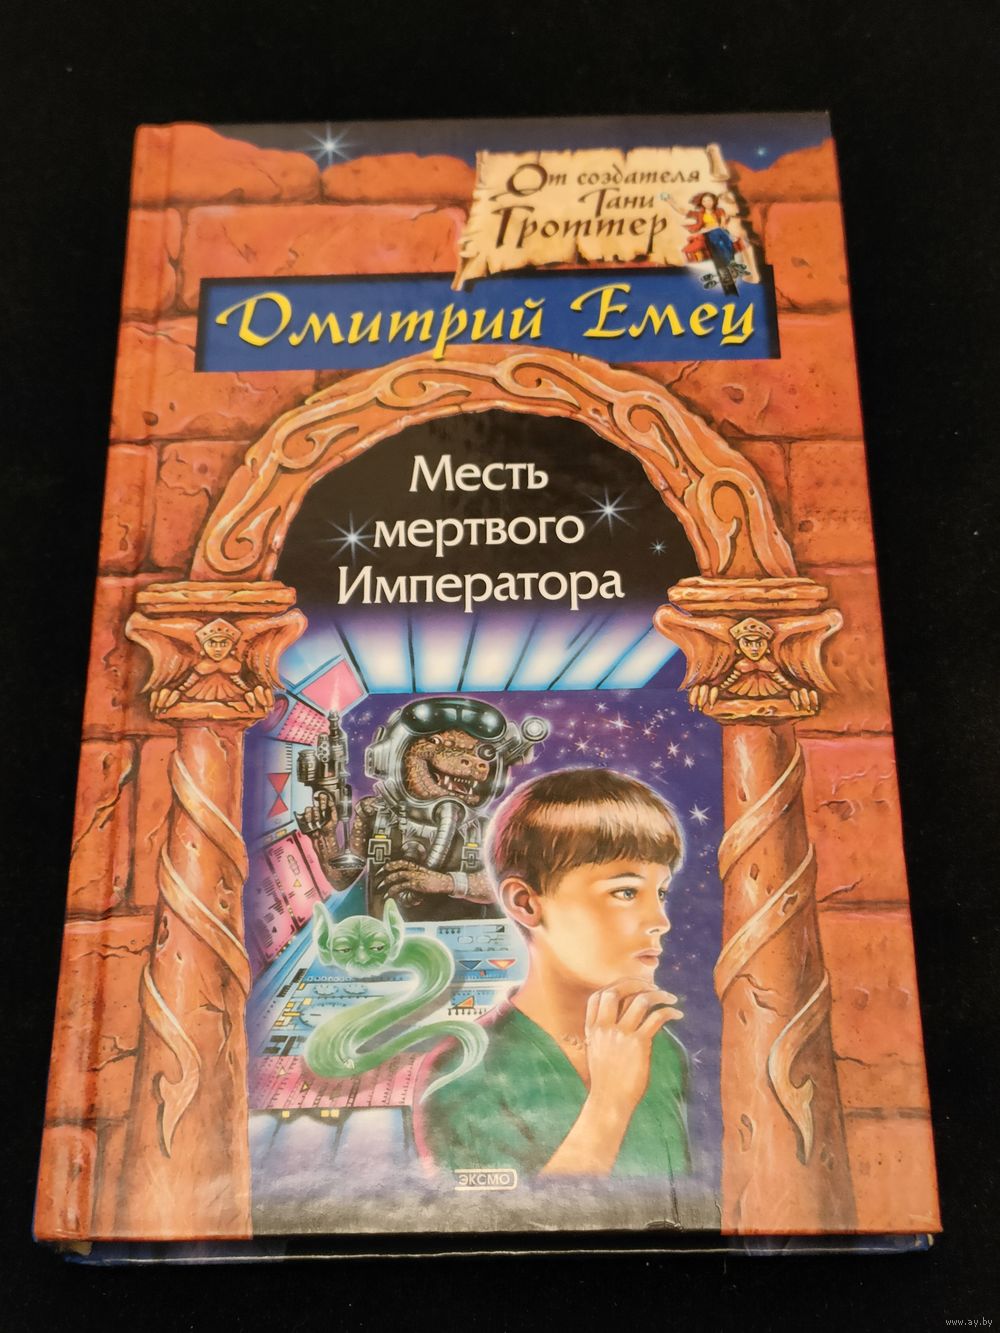 От создателя
Тани
Гроттер
Дмитрий Емец
Месть
мертвого
Императора
ЭКСМО
www.ay.by